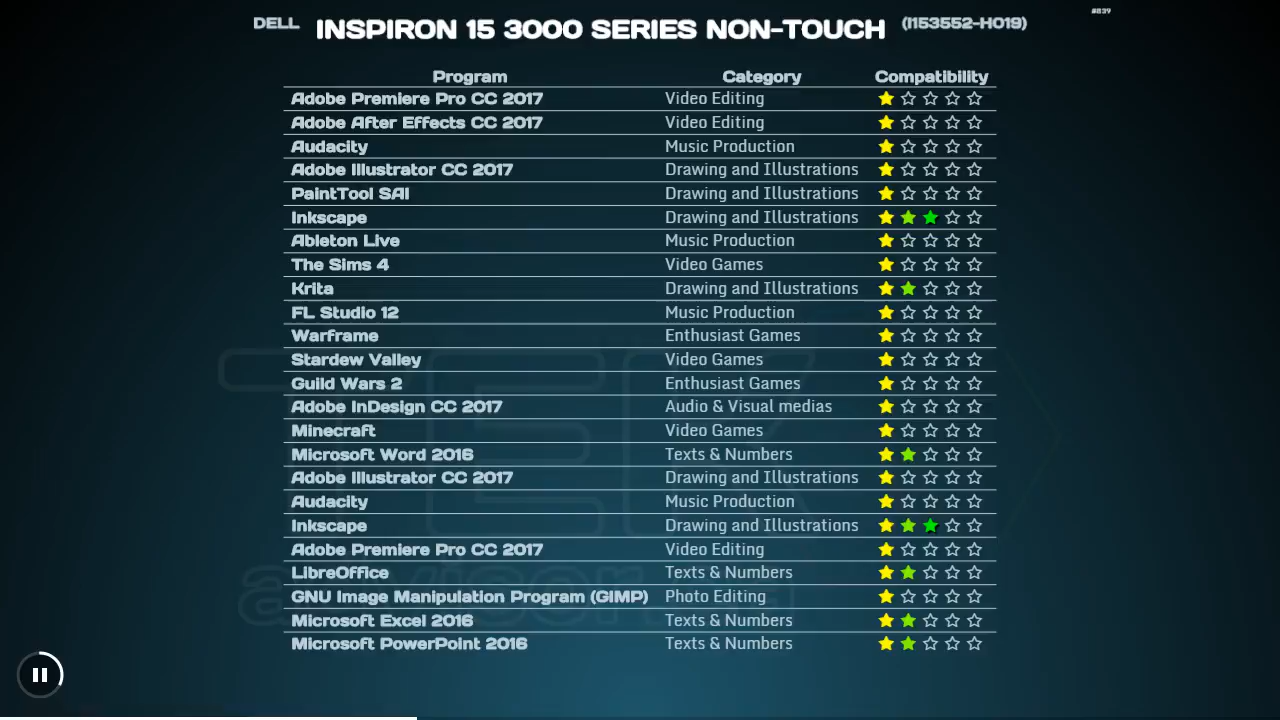 #839
DELL INSPIRON 15 3000 SERIES NON-TOUCH (I153552-H019)
Program Category Compatibility
Adobe Premiere Pro CC 2017 Video Editing
Adobe After Effects CC 2017 Video Editing
Audacity Music Production
Adobe Illustrator CC 2017 Drawing and Illustrations
PaintTool SAI Drawing and Illustrations
Inkscape Drawing and Illustrations
Ableton Live Music Production
The Sims 4 Video Games
Krita Drawing and Illustrations
FL Studio 12 Music Production
Warframe Enthusiast Games
Stardew Valley Video Games
Guild Wars 2 Enthusiast Games
Adobe InDesign CC 2017 Audio & Visual medias
Minecraft Video Games
Microsoft Word 2016 Texts & Numbers
Adobe Illustrator CC 2017 Drawing and Illustrations
Audacity Music Production
Inkscape Drawing and Illustrations
Adobe Premiere Pro CC 2017 Video Editing
LibreOffice Texts & Numbers
GNU Image Manipulation Program (GIMP) Photo Editing
Microsoft Excel 2016 Texts & Numbers
Microsoft PowerPoint 2016 Texts & Numbers